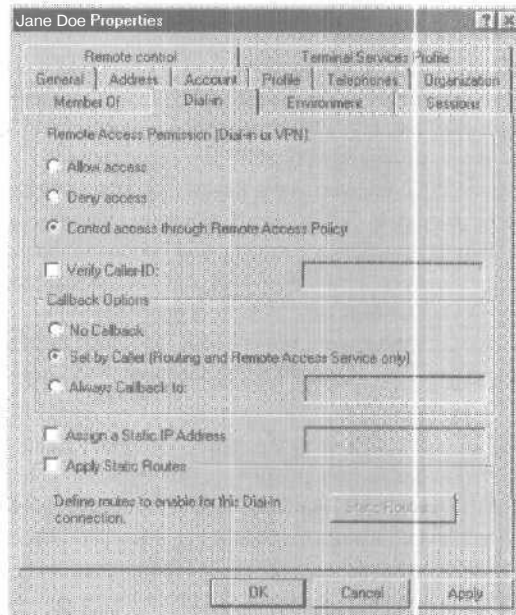 Jane Doe Properties ? X
Remote control Terminal Services Profile
General Address Account Profile Telephones Organization
Member Of Dial-in Environment Sessions
Remote Access Permission (Dial-in or VPN)
Allow access
Deny access
Control access through Remote Access Policy
Verify Caller-ID:
Callback Options
No Callback
Set by Caller (Routing and Remote Access Service only)
Always Callback to:
Assign a Static IP Address
Apply Static Routes
Define routes to enable for this Dial-in
connection.
Static Routes
OK Cancel Apply